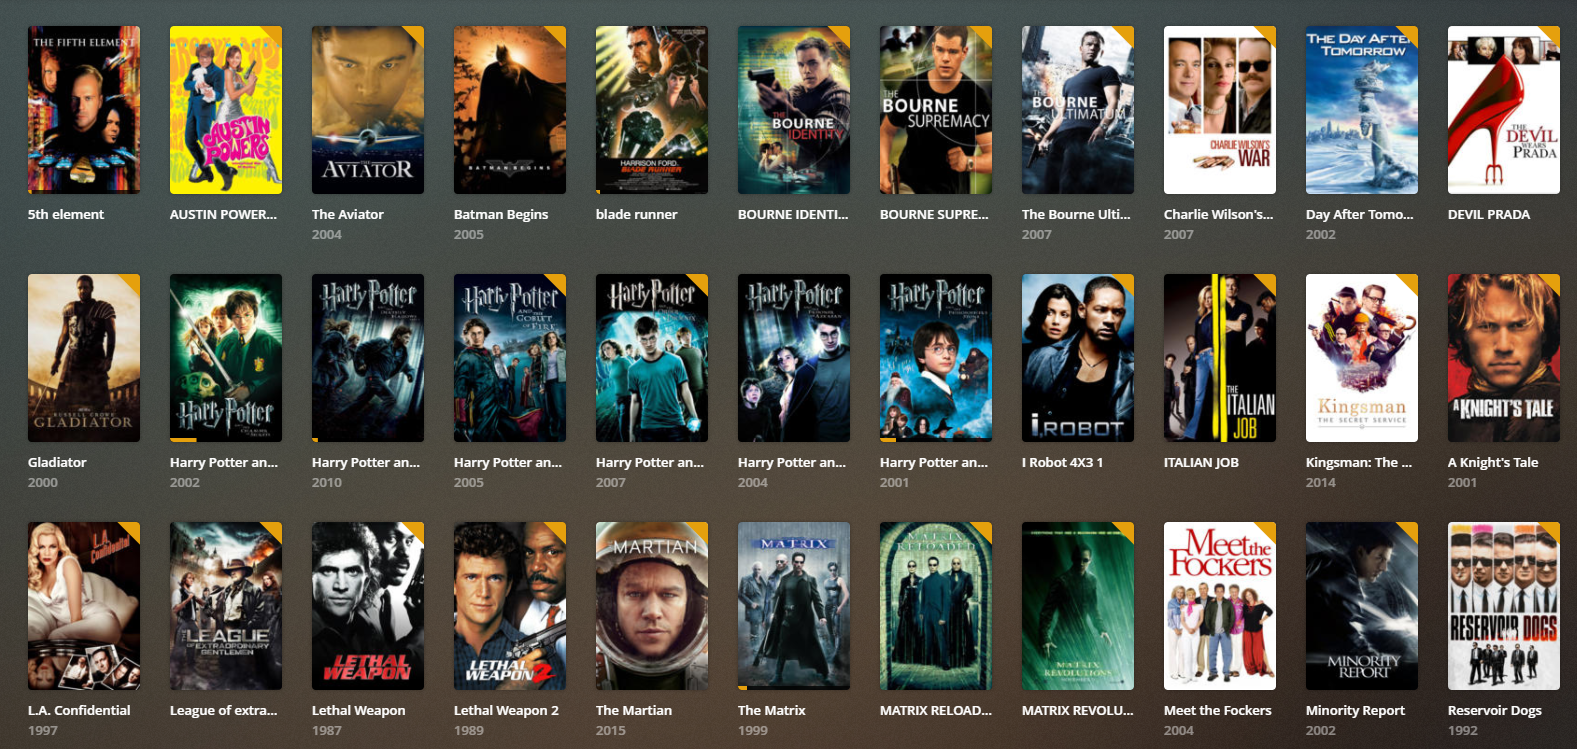 THE FIFTH ELEMENT
AUSTIN POWERS
THE AVIATOR
BATMAN BEGINS
HARRISON FORD
BLADE RUNNER
THE BOURNE IDENTITY
THE BOURNE SUPREMACY
THE BOURNE ULTIMATUM
CHARLIE WILSON'S WAR
THE DAY AFTER TOMORROW
THE DEVIL WEARS PRADA
5th element
AUSTIN POWER...
The Aviator
Batman Begins
blade runner
BOURNE IDENTI...
BOURNE SUPRE...
The Bourne Ulti...
Charlie Wilson's...
Day After Tomo...
DEVIL PRADA
2004
2005
2007
2007
2002
RUSSELL CROWE
GLADIATOR
Harry Potter
Harry Potter
Harry Potter
AND THE GOBLET OF FIRE
Harry Potter
Harry Potter
Harry Potter
I, ROBOT
THE ITALIAN JOB
Kingsman
THE SECRET SERVICE
A KNIGHT'S TALE
Gladiator
Harry Potter an...
Harry Potter an...
Harry Potter an...
Harry Potter an...
Harry Potter an...
Harry Potter an...
I Robot 4X3 1
ITALIAN JOB
Kingsman: The ...
A Knight's Tale
2000
2002
2010
2005
2007
2004
2001
2014
2001
L.A. Confidential
THE LEAGUE OF EXTRAORDINARY GENTLEMEN
LETHAL WEAPON
LETHAL WEAPON 2
MARTIAN
MATRIX
MATRIX RELOADED
MATRIX REVOLUTIONS
Meet the Fockers
MINORITY REPORT
RESERVOIR DOGS
L.A. Confidential
League of extra...
Lethal Weapon
Lethal Weapon 2
The Martian
The Matrix
MATRIX RELOAD...
MATRIX REVOLU...
Meet the Fockers
Minority Report
Reservoir Dogs
1997
1987
1989
2015
1999
2004
2002
1992